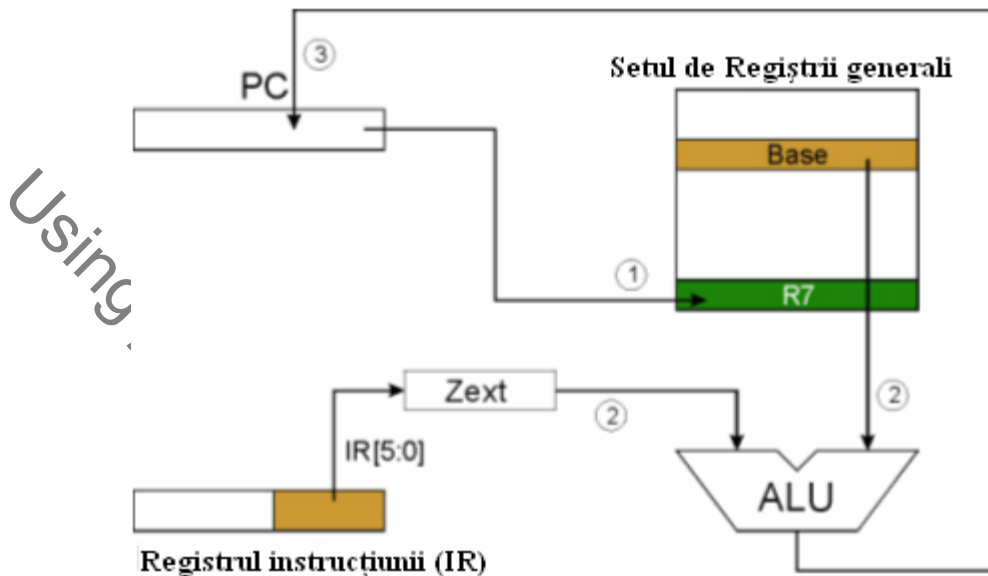 ③
PC
Setul de Regiștrii generali
Base
①
R7
Using
Zext
②
②
IR[5:0]
ALU
Registrul instrucțiunii (IR)